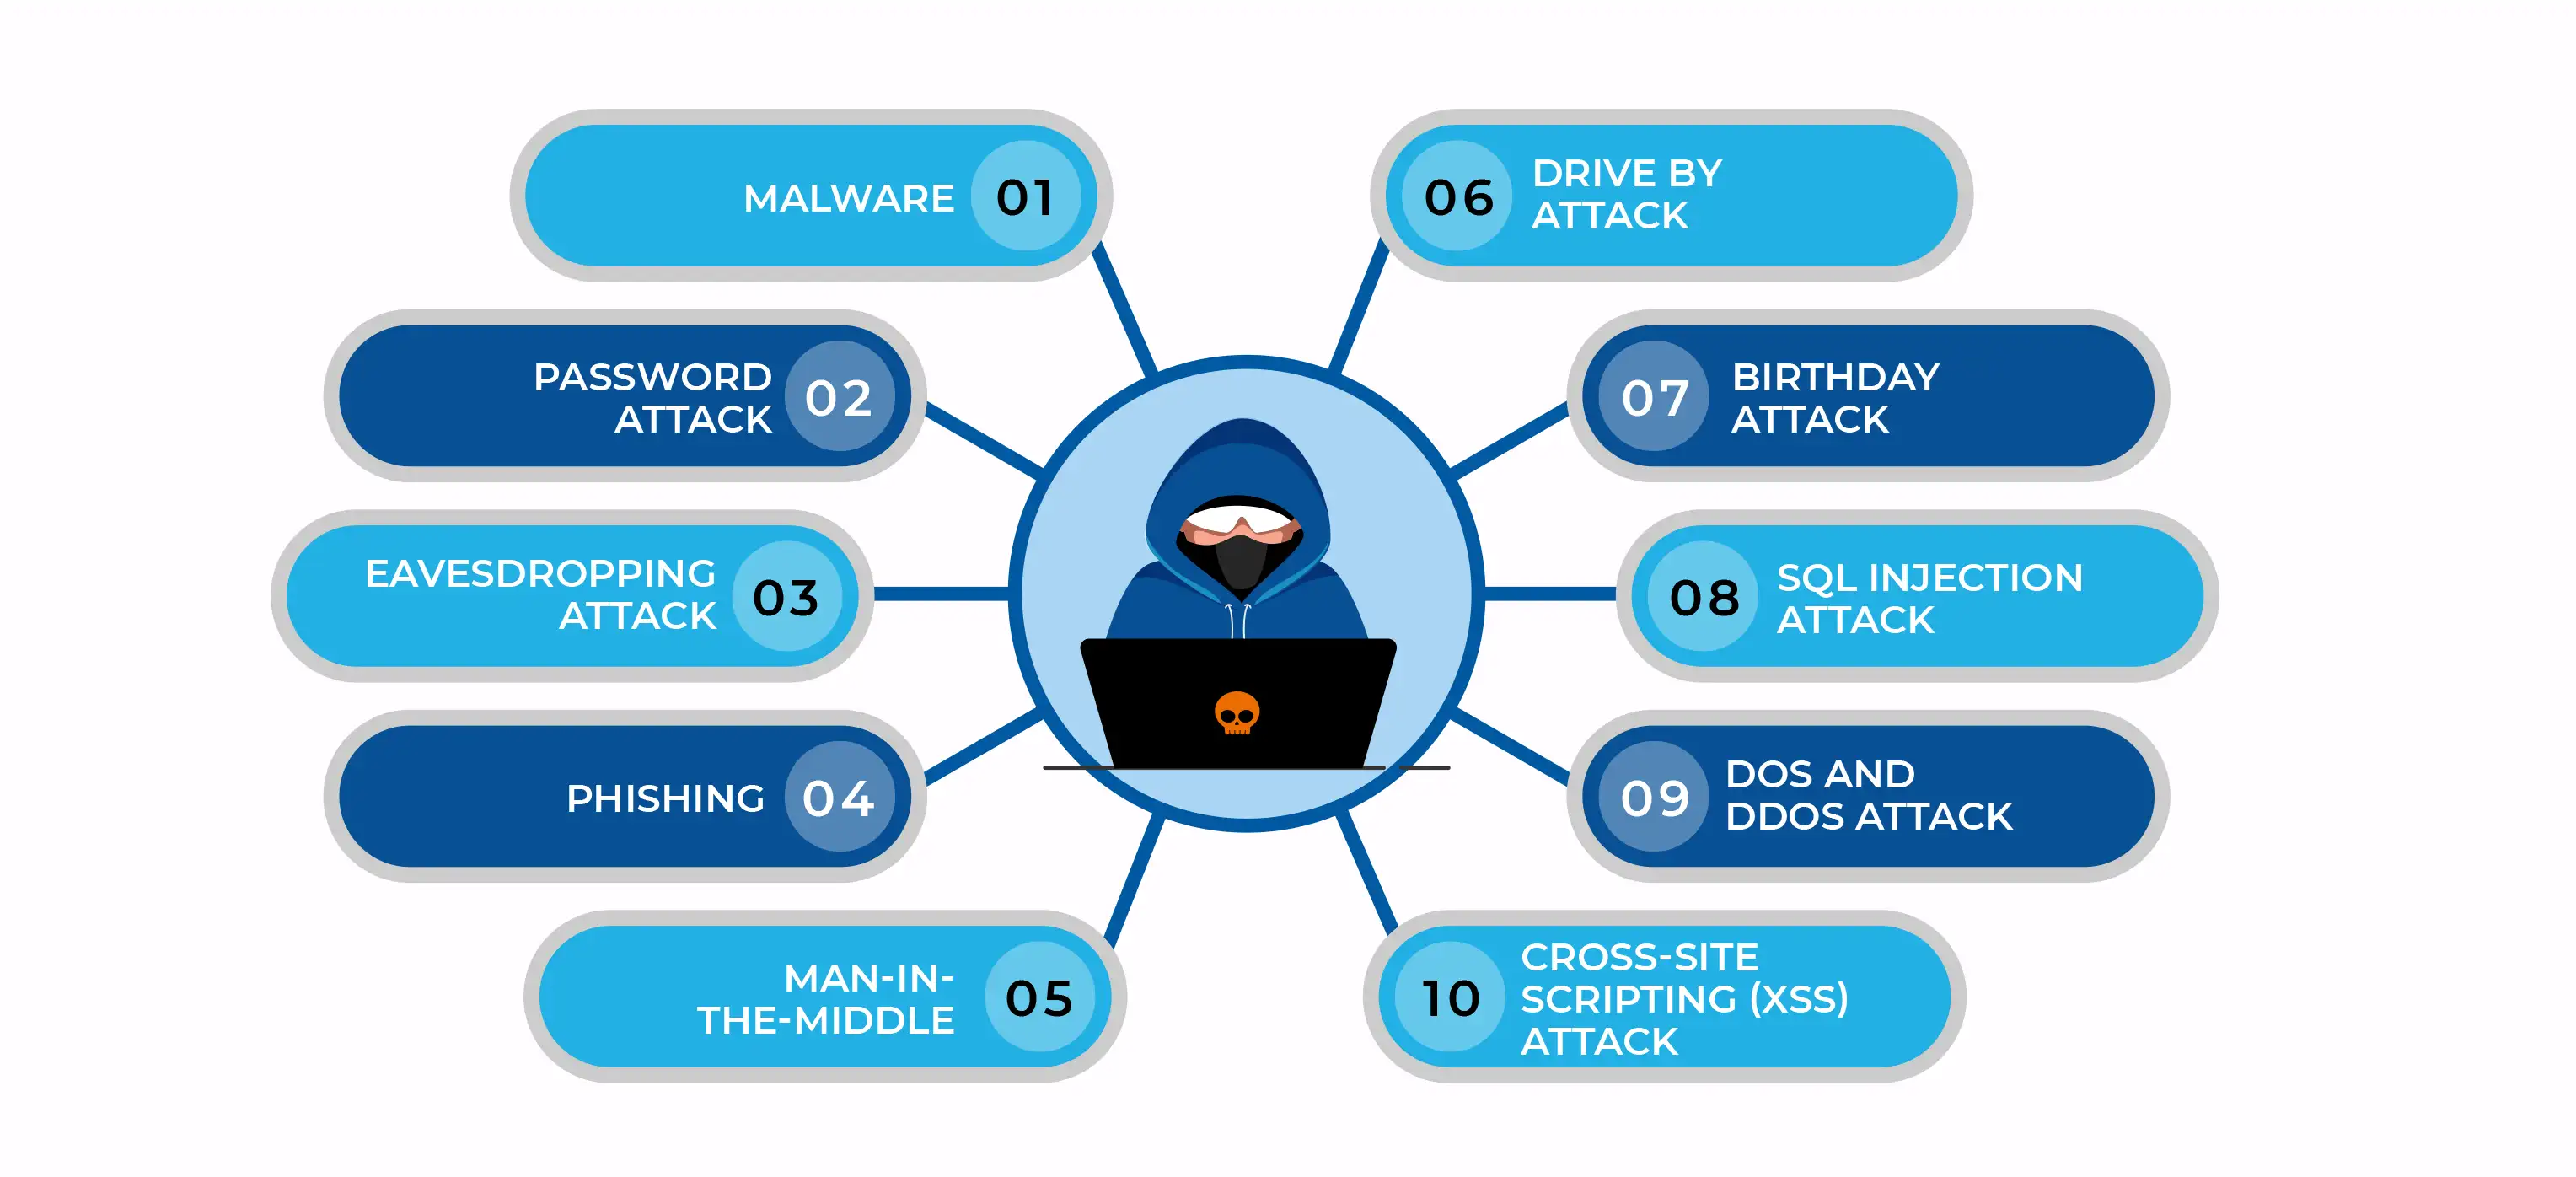 MALWARE 01
PASSWORD
ATTACK 02
EAVESDROPPING
ATTACK 03
PHISHING 04
MAN-IN-
THE-MIDDLE 05
06 DRIVE BY
ATTACK
07 BIRTHDAY
ATTACK
08 SQL INJECTION
ATTACK
09 DOS AND
DDOS ATTACK
10 CROSS-SITE
SCRIPTING (XSS)
ATTACK